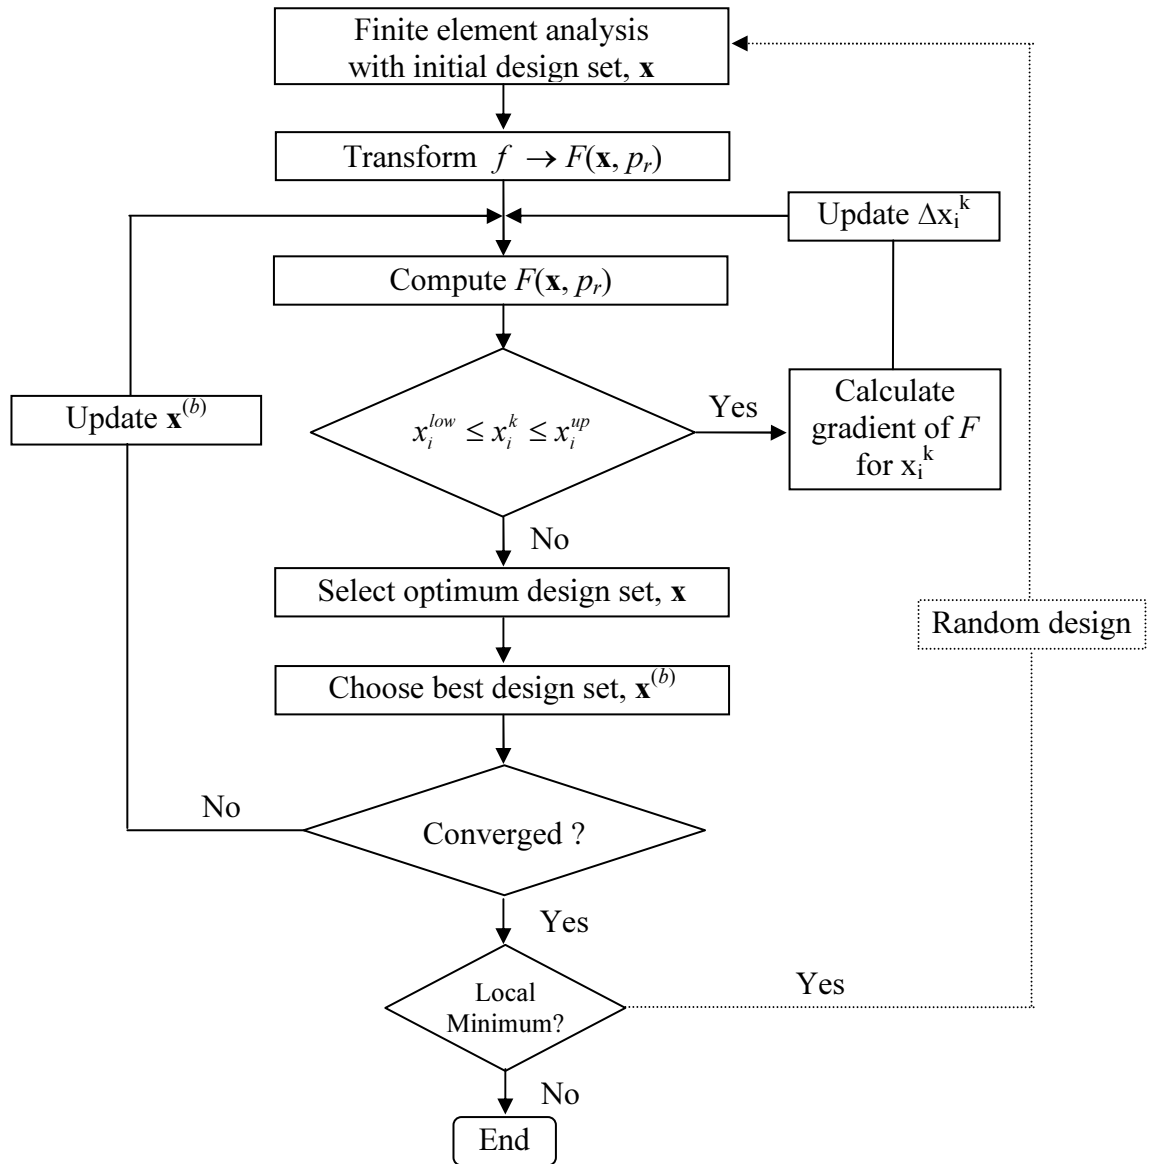 Finite element analysis
with initial design set, x
Transform f → F(x, pᵣ)
Update Δxᵢᵏ
Compute F(x, pᵣ)
Update x⁽ᵇ⁾
xᵢˡᵒʷ ≤ xᵢᵏ ≤ xᵢᵘᵖ
Yes
Calculate
gradient of F
for xᵢᵏ
No
Select optimum design set, x
Random design
Choose best design set, x⁽ᵇ⁾
No
Converged ?
Yes
Local
Minimum?
Yes
No
End